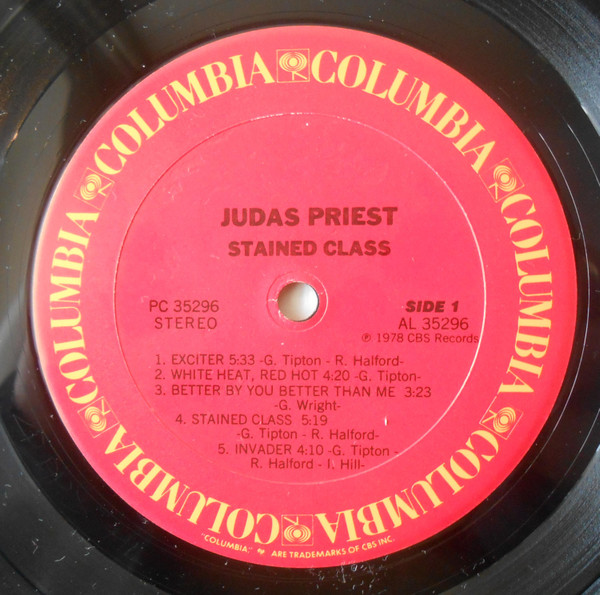 COLUMBIA COLUMBIA COLUMBIA COLUMBIA COLUMBIA COLUMBIA
JUDAS PRIEST
STAINED CLASS
PC 35296 SIDE 1
STEREO AL 35296
℗ 1978 CBS Records
1. EXCITER 5:33 -G. Tipton - R. Halford-
2. WHITE HEAT, RED HOT 4:20 -G. Tipton-
3. BETTER BY YOU BETTER THAN ME 3:23
-G. Wright-
4. STAINED CLASS 5:19
-G. Tipton - R. Halford-
5. INVADER 4:10 -G. Tipton -
R. Halford - I. Hill-
"COLUMBIA," ARE TRADEMARKS OF CBS INC.